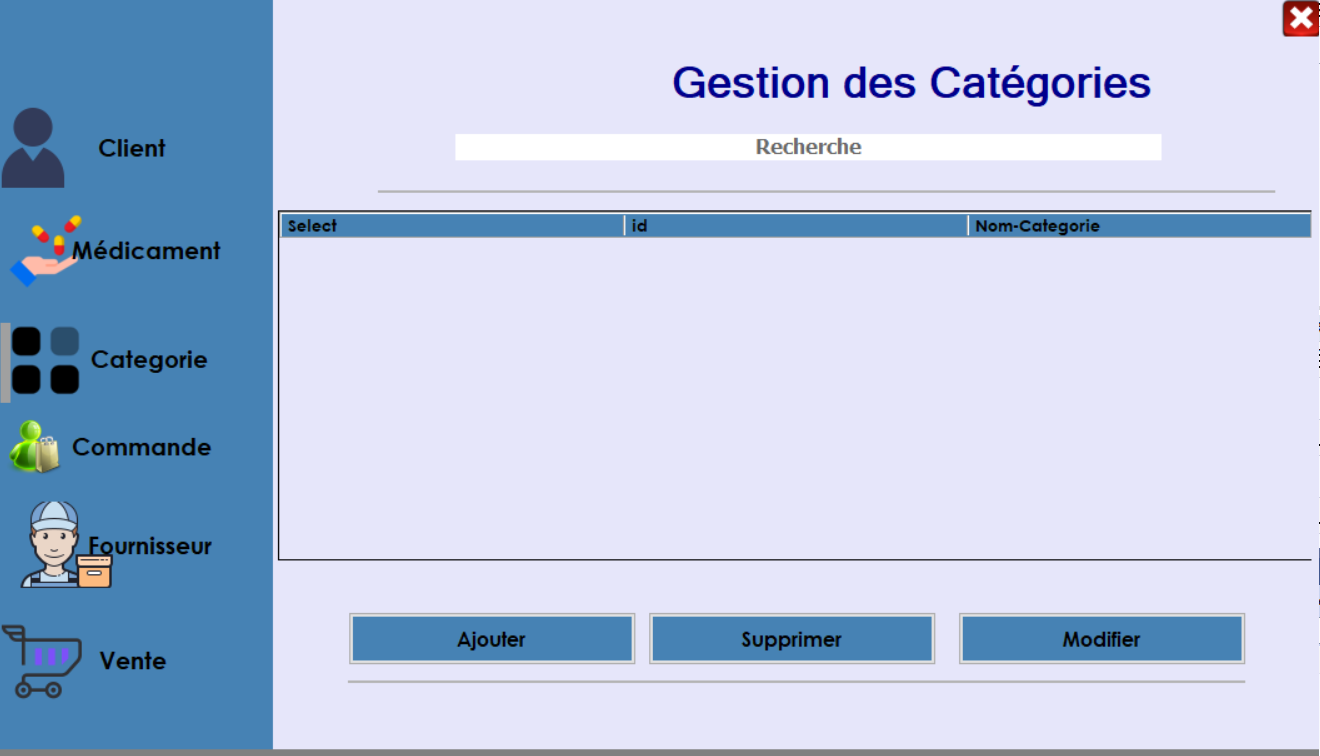 Gestion des Catégories
Recherche
Client
Médicament
Categorie
Commande
Fournisseur
Vente
Select id Nom-Categorie
Ajouter Supprimer Modifier